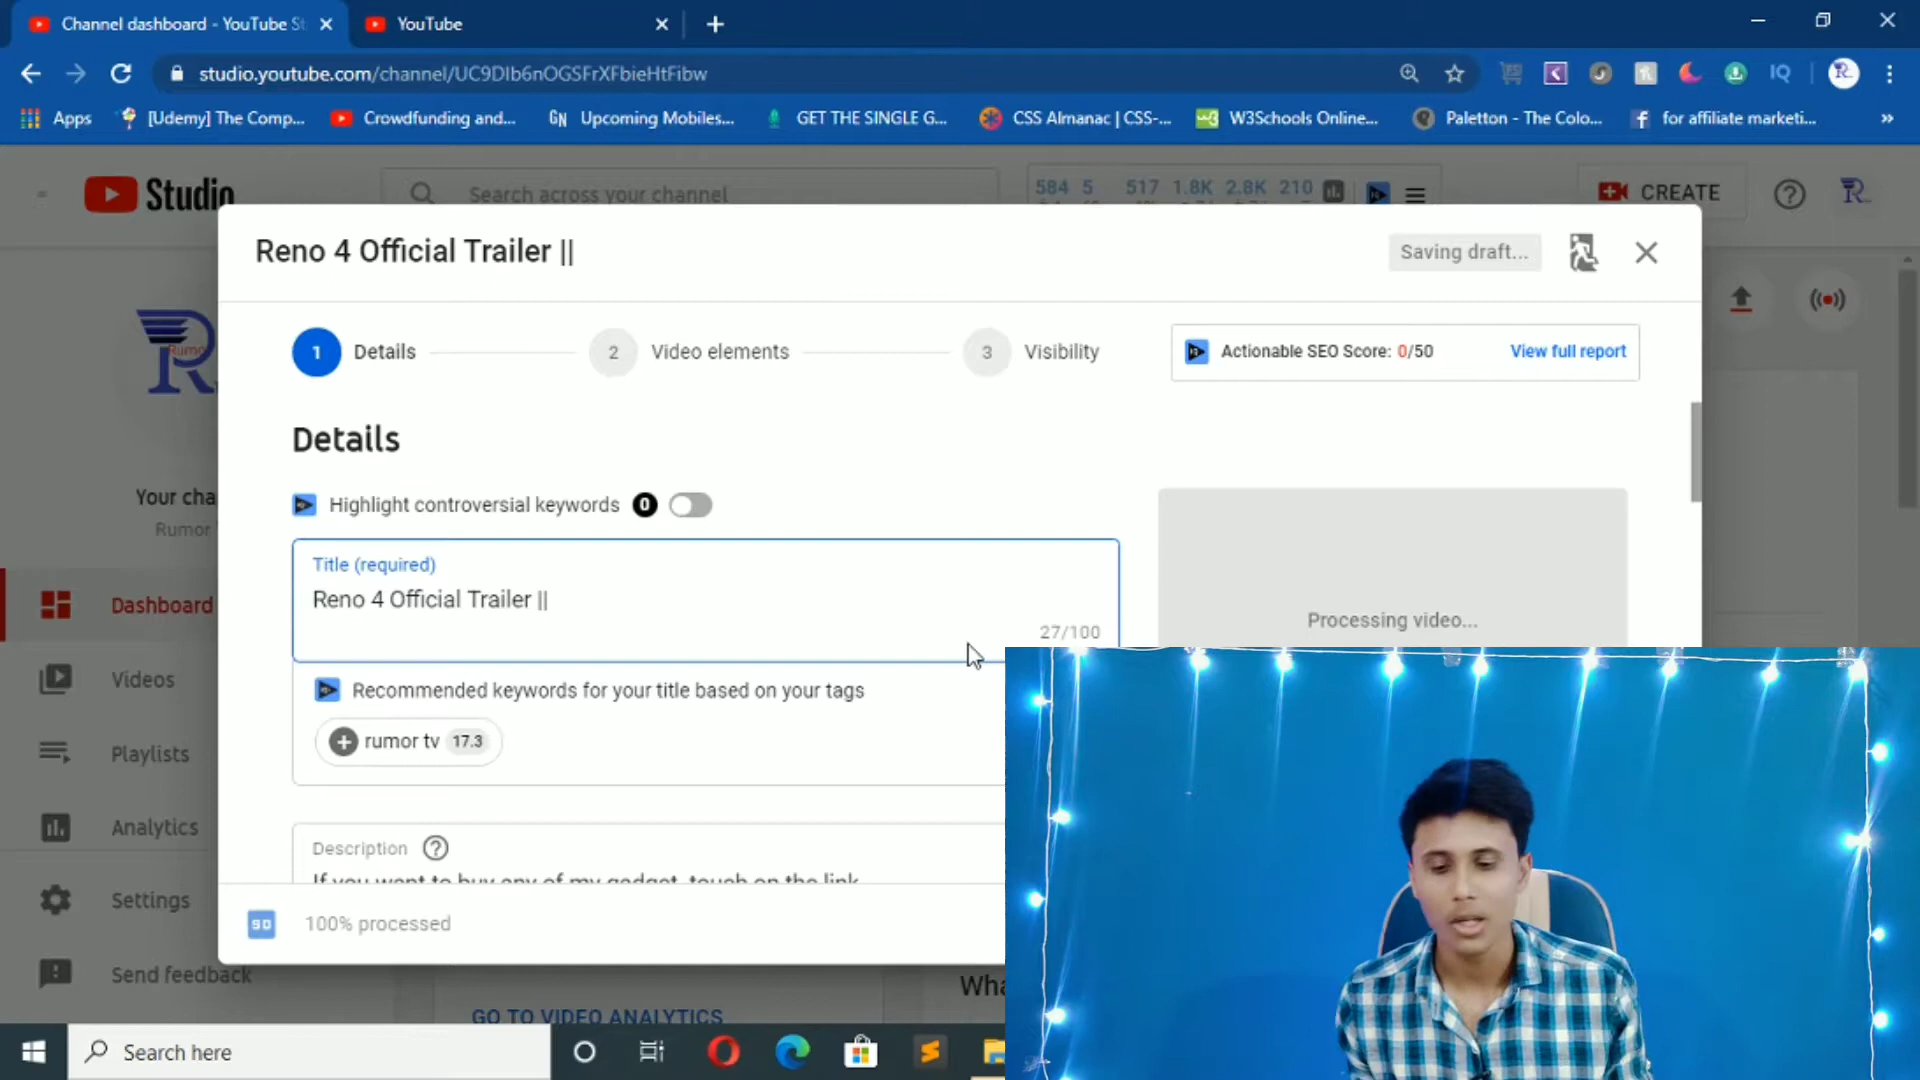 Channel dashboard - YouTube St
YouTube
studio.youtube.com/channel/UC9DIb6nOGSFrXFbieHtFibw
IQ
Apps
[Udemy] The Comp...
Crowdfunding and...
GN Upcoming Mobiles...
GET THE SINGLE G...
CSS Almanac | CSS-...
W3Schools Online...
Paletton - The Colo...
for affiliate marketi...
»
Studio
Search across your channel
584 5 517 1.8K 2.8K 210
CREATE
Reno 4 Official Trailer ||
Saving draft...
1 Details
2 Video elements
3 Visibility
Actionable SEO Score: 0/50
View full report
Details
Highlight controversial keywords 0
Title (required)
Reno 4 Official Trailer ||
27/100
Processing video...
Recommended keywords for your title based on your tags
rumor tv 17.3
Description
If you want to buy any of my gadget, touch on the link
SD 100% processed
Rumo
Your cha
Rumor
Dashboard
Videos
Playlists
Analytics
Settings
Send feedback
GO TO VIDEO ANALYTICS
Wha
Search here